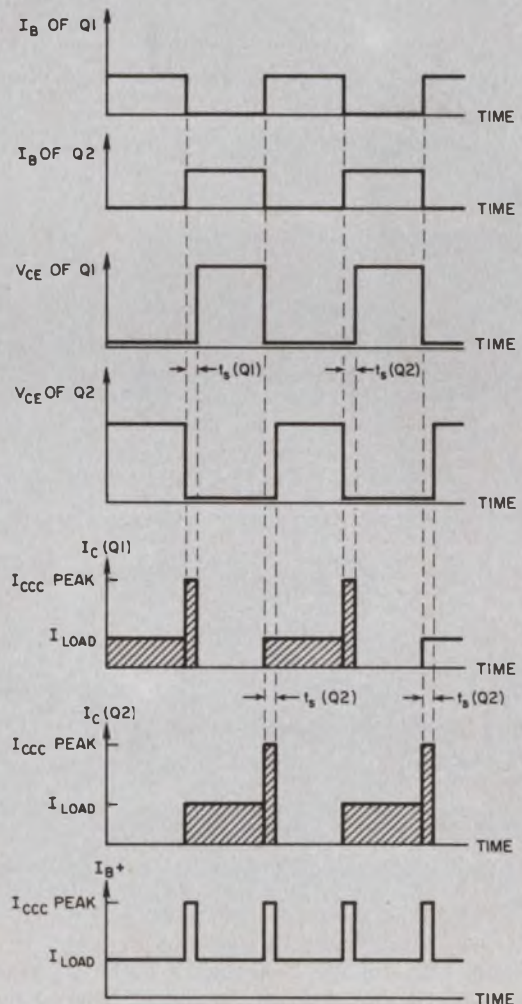 I_B OF Q1
TIME
I_B OF Q2
TIME
V_CE OF Q1
TIME
t_s (Q1)
t_s (Q2)
V_CE OF Q2
TIME
I_C (Q1)
I_CCC PEAK
I_LOAD
TIME
t_s (Q2)
t_s (Q2)
I_C (Q2)
I_CCC PEAK
I_LOAD
TIME
I_B+
I_CCC PEAK
I_LOAD
TIME